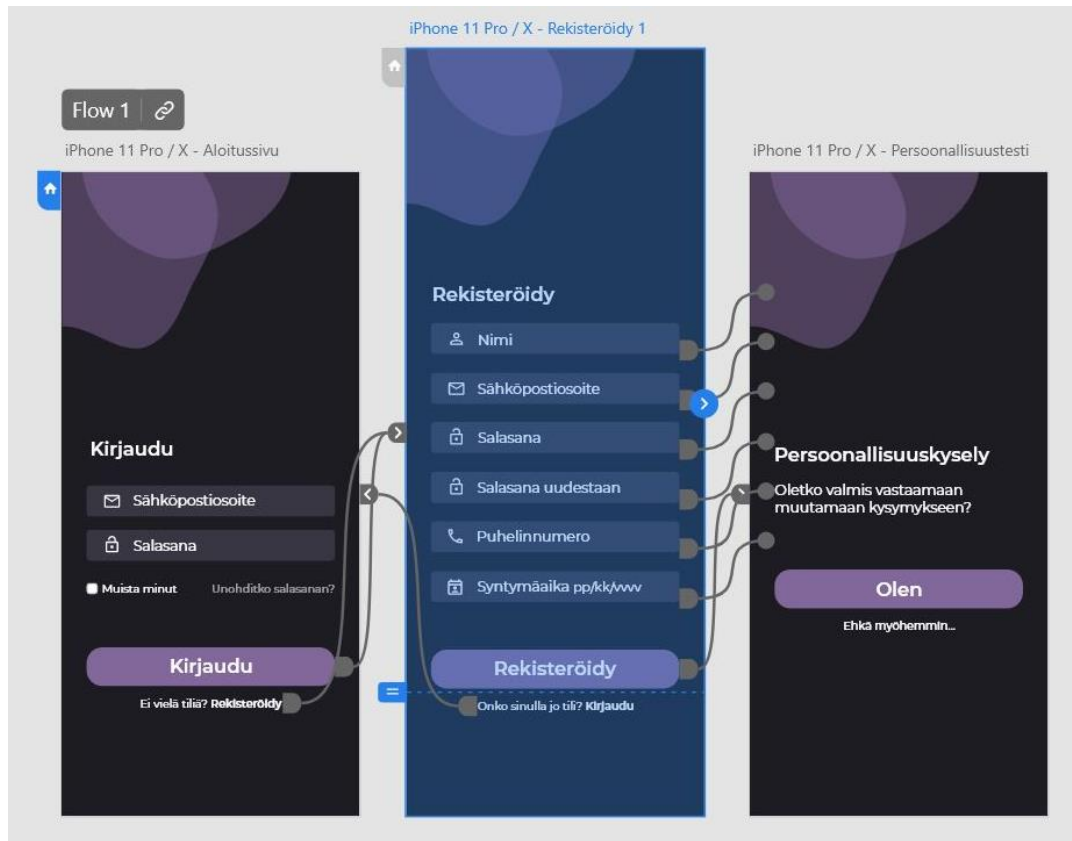 iPhone 11 Pro / X - Rekisteröidy 1
Flow 1
iPhone 11 Pro / X - Aloitussivu
Kirjaudu
Sähköpostiosoite
Salasana
Muista minut
Unohditko salasanan?
Kirjaudu
Ei vielä tiliä? Rekisteröidy
Rekisteröidy
Nimi
Sähköpostiosoite
Salasana
Salasana uudestaan
Puhelinnumero
Syntymäaika pp/kk/vvvv
Rekisteröidy
Onko sinulla jo tili? Kirjaudu
iPhone 11 Pro / X - Persoonallisuustesti
Persoonallisuuskysely
Oletko valmis vastaamaan
muutamaan kysymykseen?
Olen
Ehkä myöhemmin...